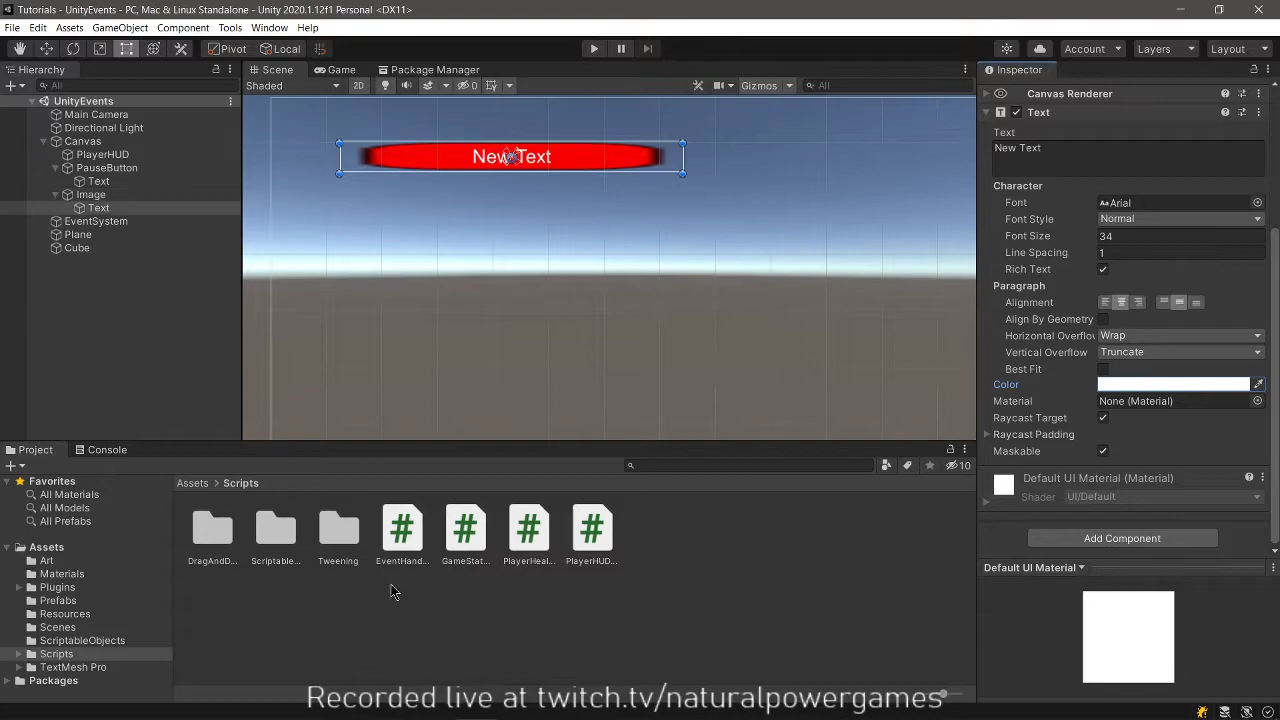 Tutorials - UnityEvents - PC, Mac & Linux Standalone - Unity 2020.1.12f1 Personal <DX11>
File Edit Assets GameObject Component Tools Window Help
Pivot Local Account Layers Layout
Hierarchy Scene Game Package Manager Inspector
All Shaded 2D 0 Gizmos All Canvas Renderer
UnityEvents
Main Camera
Directional Light
Canvas
PlayerHUD
PauseButton
Text
Image
Text
EventSystem
Plane
Cube
New Text
Text
Text
New Text
Character
Font Aa Arial
Font Style Normal
Font Size 34
Line Spacing 1
Rich Text
Paragraph
Alignment
Align By Geometry
Horizontal Overflov Wrap
Vertical Overflow Truncate
Best Fit
Color
Material None (Material)
Raycast Target
Raycast Padding
Maskable
Default UI Material (Material)
Shader UI/Default
Add Component
Default UI Material
Project Console
10
Favorites
All Materials
All Models
All Prefabs
Assets
Art
Materials
Plugins
Prefabs
Resources
Scenes
ScriptableObjects
Scripts
TextMesh Pro
Packages
Assets > Scripts
DragAndD... Scriptable... Tweening EventHand... GameStat... PlayerHeal... PlayerHUD...
Recorded live at twitch.tv/naturalpowergames